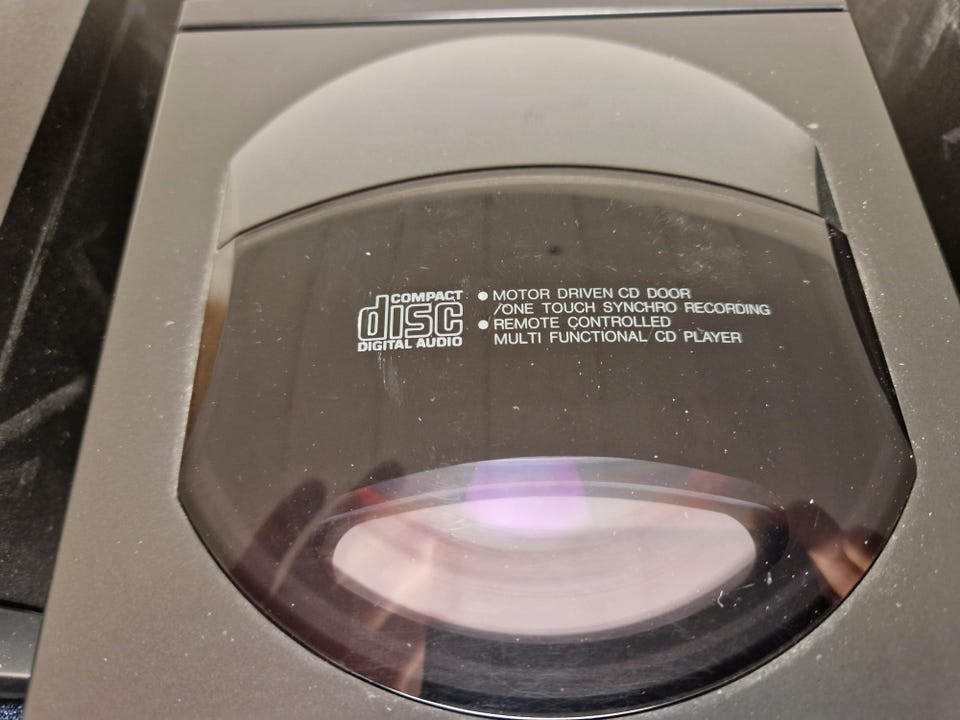 COMPACT
disc
DIGITAL AUDIO
● MOTOR DRIVEN CD DOOR
/ONE TOUCH SYNCHRO RECORDING
● REMOTE CONTROLLED
MULTI FUNCTIONAL CD PLAYER